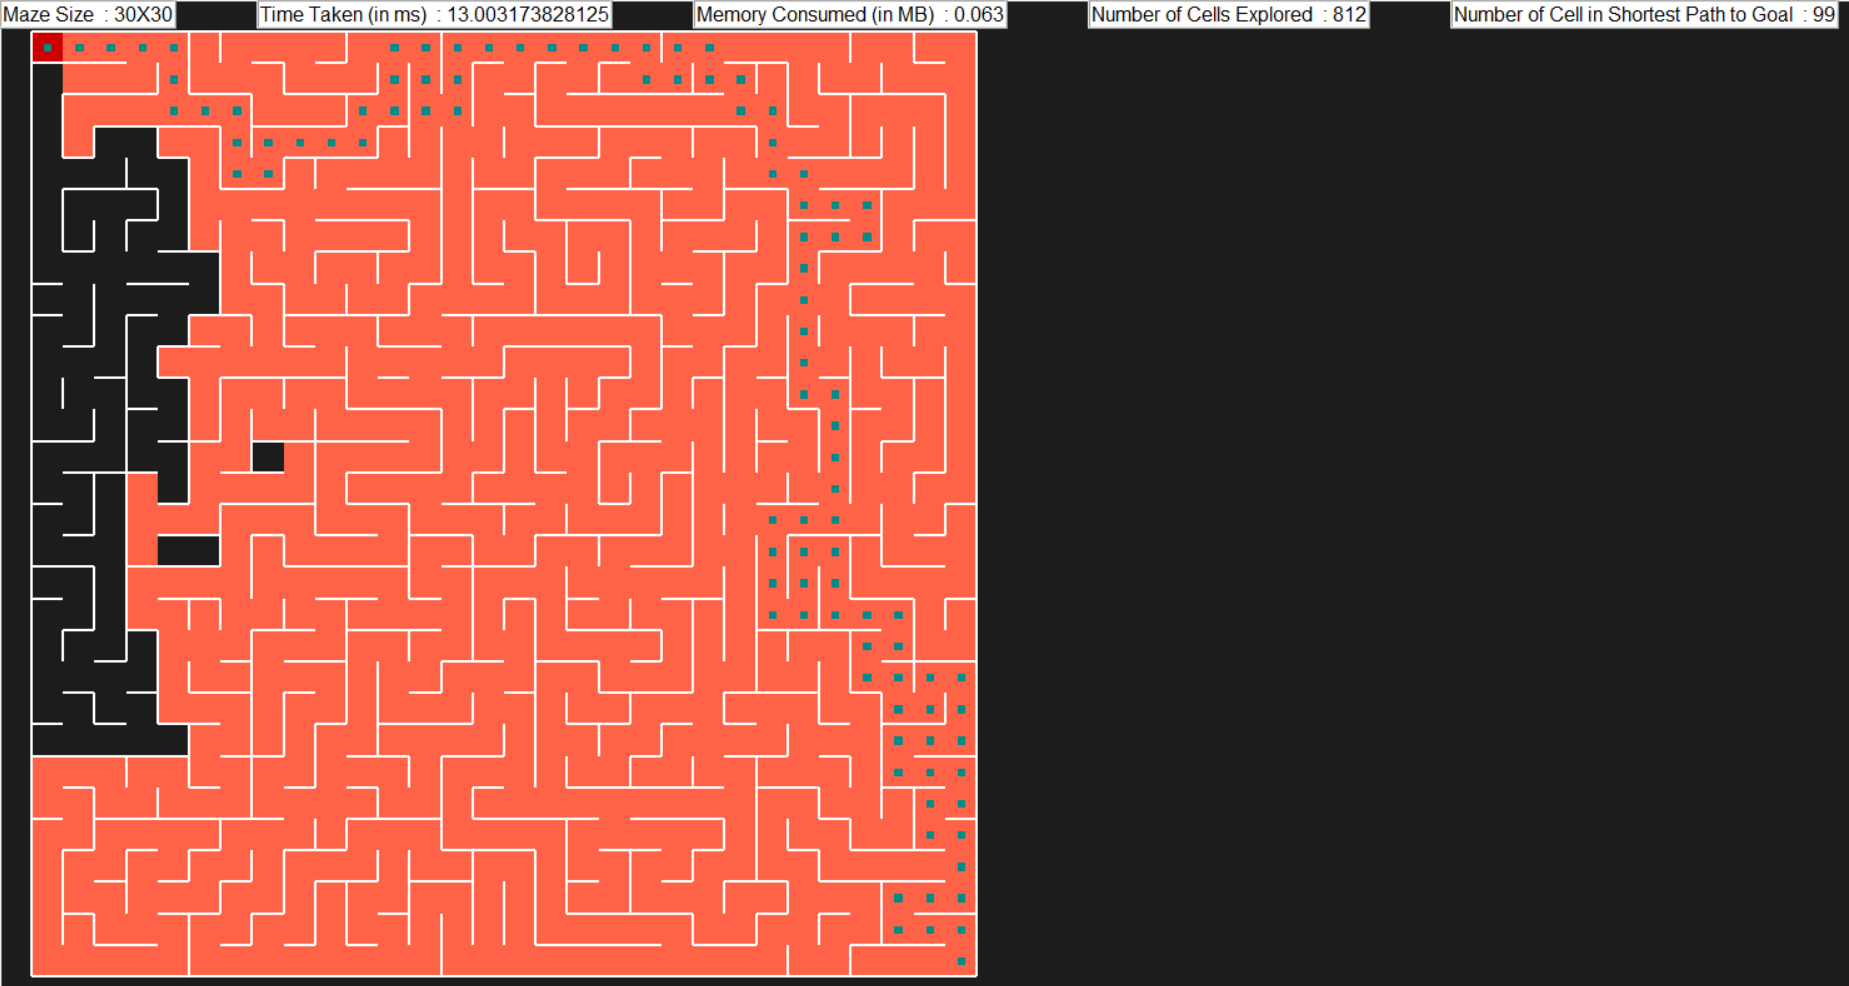 Maze Size : 30X30
Time Taken (in ms) : 13.003173828125
Memory Consumed (in MB) : 0.063
Number of Cells Explored : 812
Number of Cell in Shortest Path to Goal : 99